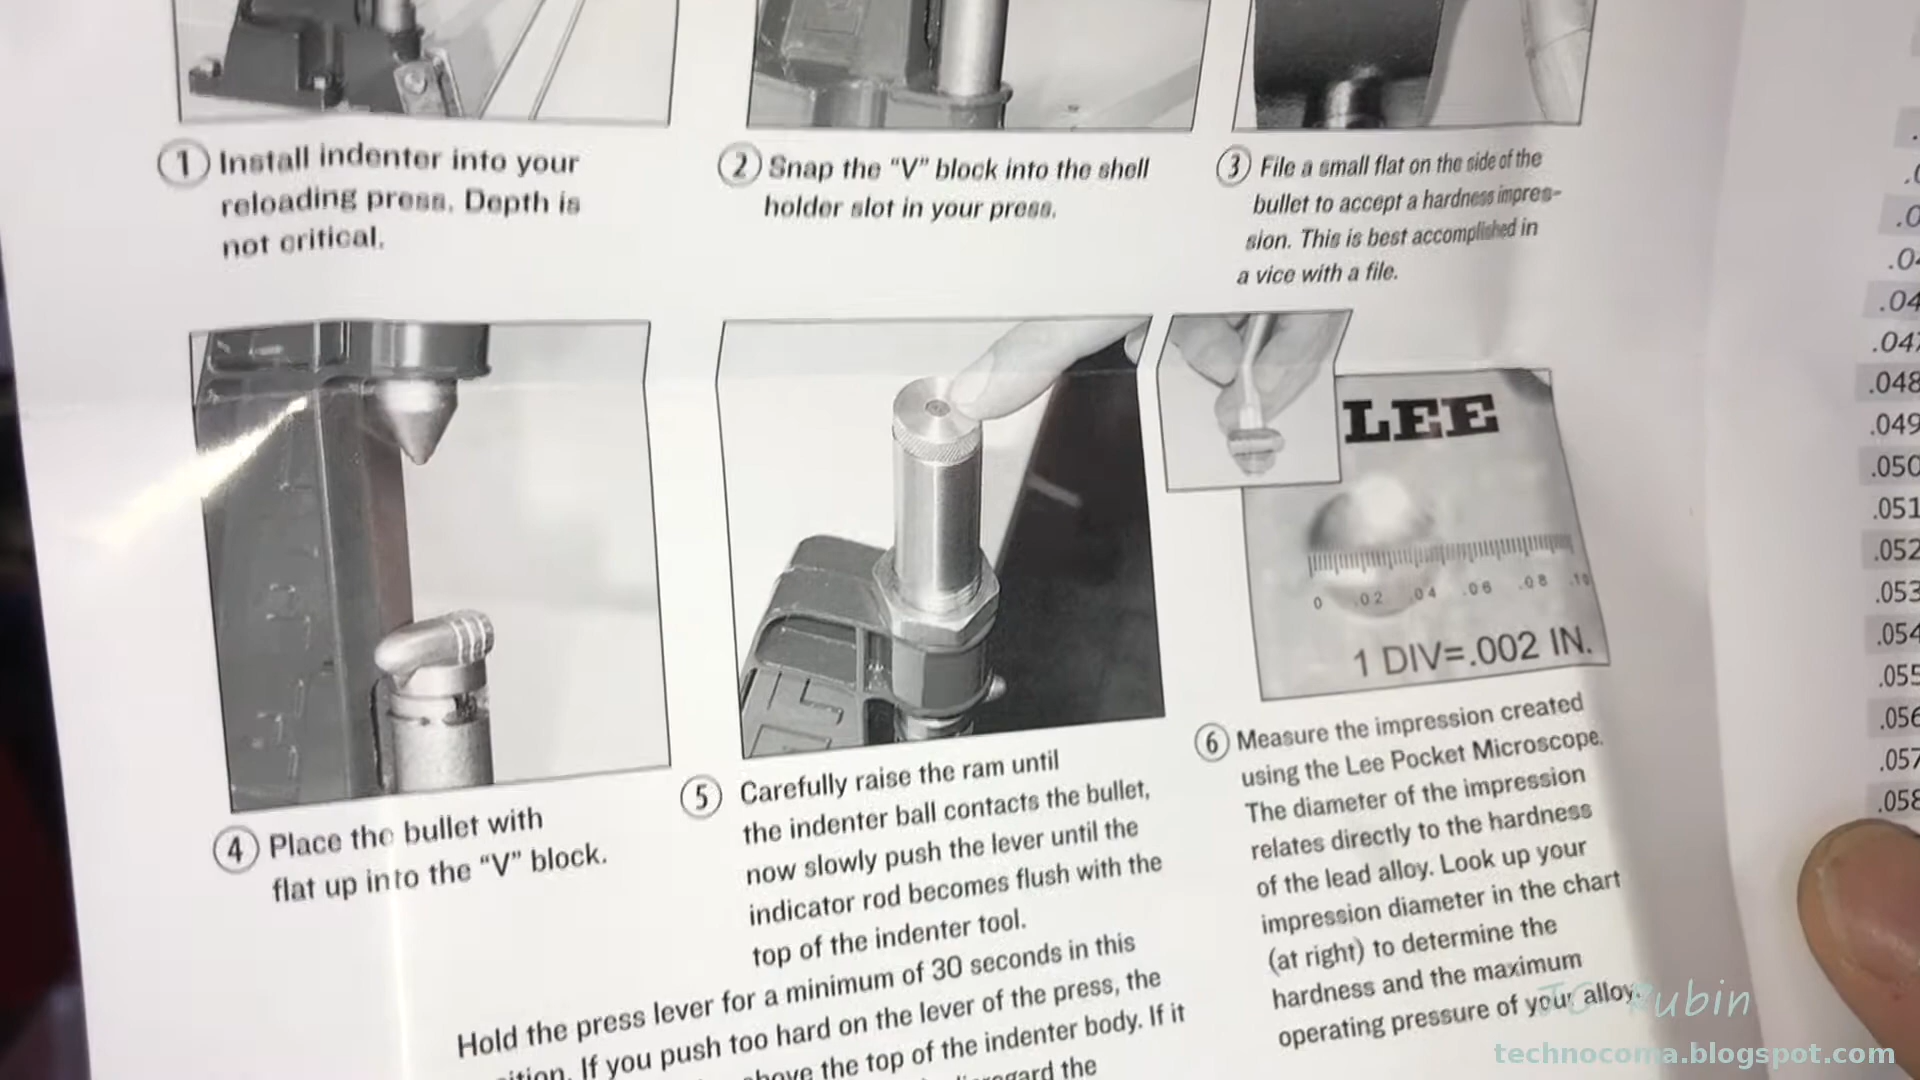 1 Install indenter into your
reloading press. Depth is
not critical.
2 Snap the “V” block into the shell
holder slot in your press.
3 File a small flat on the side of the
bullet to accept a hardness impres-
sion. This is best accomplished in
a vice with a file.
LEE
0 .02 .04 .06 .08 .10
1 DIV=.002 IN.
4 Place the bullet with
flat up into the “V” block.
5 Carefully raise the ram until
the indenter ball contacts the bullet,
now slowly push the lever until the
indicator rod becomes flush with the
top of the indenter tool.
Hold the press lever for a minimum of 30 seconds in this
If you push too hard on the lever of the press, the
the top of the indenter body. If it
the
6 Measure the impression created
using the Lee Pocket Microscope.
The diameter of the impression
relates directly to the hardness
of the lead alloy. Look up your
impression diameter in the chart
(at right) to determine the
hardness and the maximum
operating pressure of your alloy.
.048
.049
.050
.051
.052
.053
.054
.055
.056
.057
.058
JG Rubin
technocoma.blogspot.com